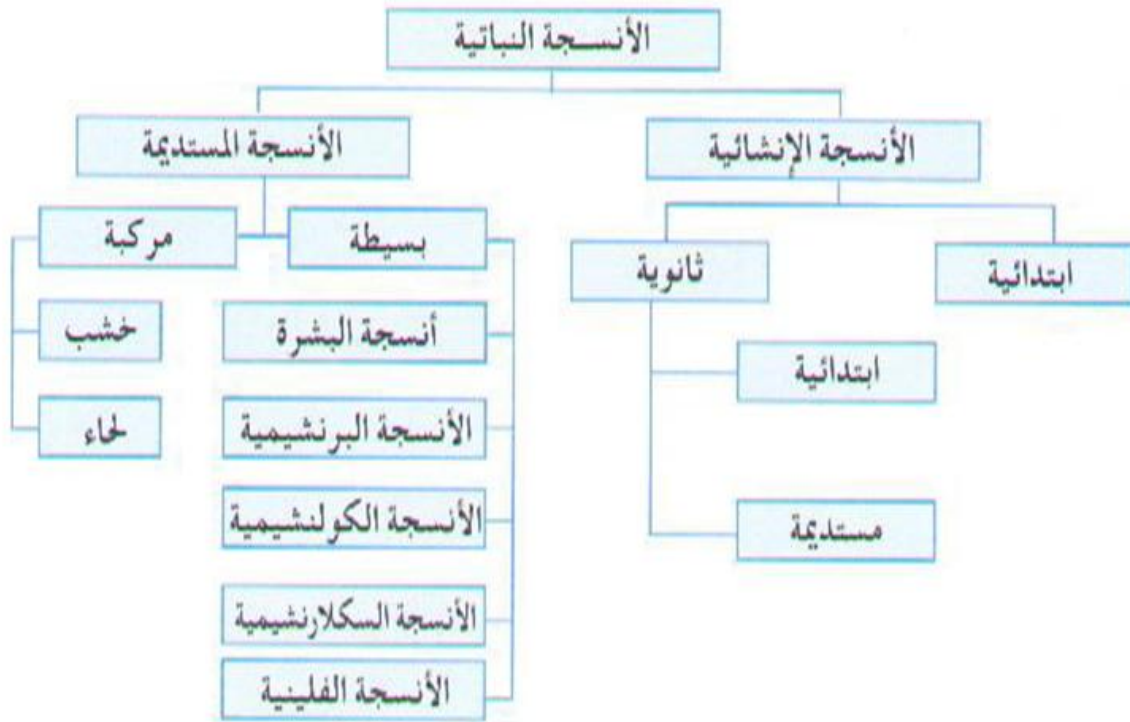 الأنسجة النباتية
الأنسجة الإنشائية
الأنسجة المستديمة
ابتدائية
ثانوية
ابتدائية
مستديمة
بسيطة
مركبة
أنسجة البشرة
الأنسجة البرنشيمية
الأنسجة الكولنشيمية
الأنسجة السكلارنشيمية
الأنسجة الفلينية
خشب
لحاء